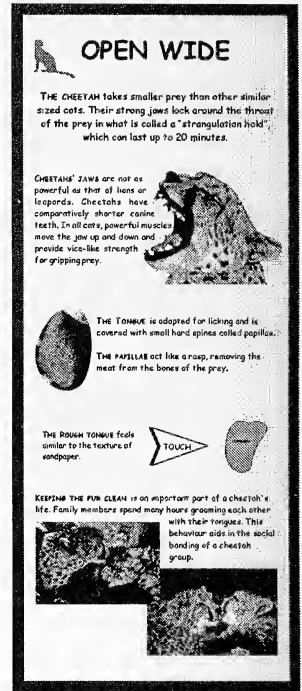 OPEN WIDE
THE CHEETAH takes smaller prey than other similar
sized cats. Their strong jaws lock around the throat
of the prey in what is called a "strangulation hold",
which can last up to 20 minutes.
CHEETAHS' JAWS are not as
powerful as that of lions or
leopards. Cheetahs have
comparatively shorter canine
teeth. In all cats, powerful muscles
move the jaw up and down and
provide vice-like strength
for gripping prey.
THE TONGUE is adapted for licking and is
covered with small hard spines called papillae.
THE PAPILLAE act like a rasp, removing the
meat from the bones of the prey.
THE ROUGH TONGUE feels
similar to the texture of
sandpaper.
TOUCH
KEEPING THE FUR CLEAN is an important part of a cheetah's
life. Family members spend many hours grooming each other
with their tongues. This
behaviour aids in the social
bonding of a cheetah
group.